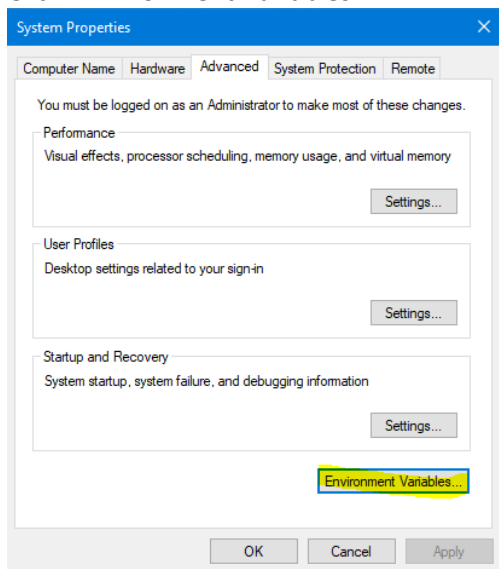 System Properties
Computer Name Hardware Advanced System Protection Remote
You must be logged on as an Administrator to make most of these changes.
Performance
Visual effects, processor scheduling, memory usage, and virtual memory
Settings...
User Profiles
Desktop settings related to your sign-in
Settings...
Startup and Recovery
System startup, system failure, and debugging information
Settings...
Environment Variables...
OK Cancel Apply